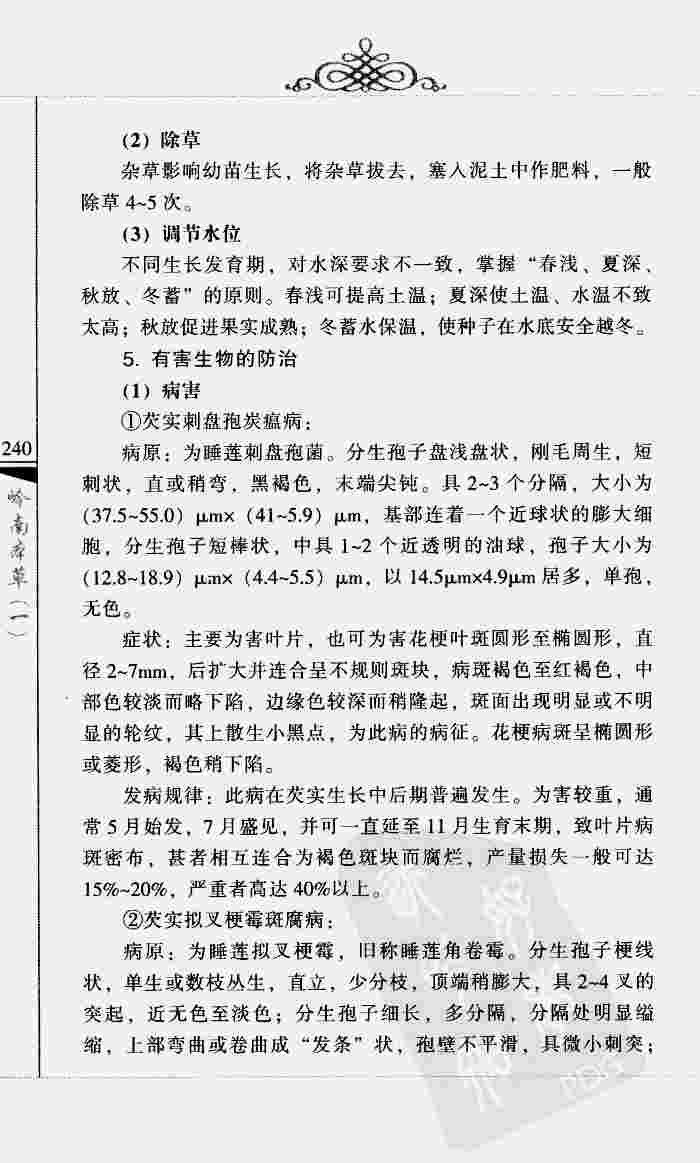 (2) 除草
杂草影响幼苗生长，将杂草拔去，塞入泥土中作肥料，一般
除草 4~5 次。
(3) 调节水位
不同生长发育期，对水深要求不一致，掌握“春浅、夏深、
秋放、冬蓄”的原则。春浅可提高土温；夏深使土温、水温不致
太高；秋放促进果实成熟；冬蓄水保温，使种子在水底安全越冬。
5. 有害生物的防治
(1) 病害
①芡实刺盘孢炭疽病：
病原：为睡莲刺盘孢菌。分生孢子盘浅盘状，刚毛周生，短
刺状，直或稍弯，黑褐色，末端尖钝。具 2~3 个分隔，大小为
(37.5~55.0) μm× (41~5.9) μm，基部连着一个近球状的膨大细
胞，分生孢子短棒状，中具 1~2 个近透明的油球，孢子大小为
(12.8~18.9) μm× (4.4~5.5) μm，以 14.5μm×4.9μm 居多，单孢，
无色。
症状：主要为害叶片，也可为害花梗叶斑圆形至椭圆形，直
径 2~7mm，后扩大并连合呈不规则斑块，病斑褐色至红褐色，中
部色较淡而略下陷，边缘色较深而稍隆起，斑面出现明显或不明
显的轮纹，其上散生小黑点，为此病的病征。花梗病斑呈椭圆形
或菱形，褐色稍下陷。
发病规律：此病在芡实生长中后期普遍发生。为害较重，通
常 5 月始发，7 月盛见，并可一直延至 11 月生育末期，致叶片病
斑密布，甚者相互连合为褐色斑块而腐烂，产量损失一般可达
15%~20%，严重者高达 40%以上。
②芡实拟叉梗霉斑腐病：
病原：为睡莲拟叉梗霉，旧称睡莲角卷霉。分生孢子梗线
状，单生或数枝丛生，直立，少分枝，顶端稍膨大，具 2~4 叉的
突起，近无色至淡色；分生孢子细长，多分隔，分隔处明显缢
缩，上部弯曲或卷曲成“发条”状，孢壁不平滑，具微小刺突；
240
岭南本草（一）
PDG